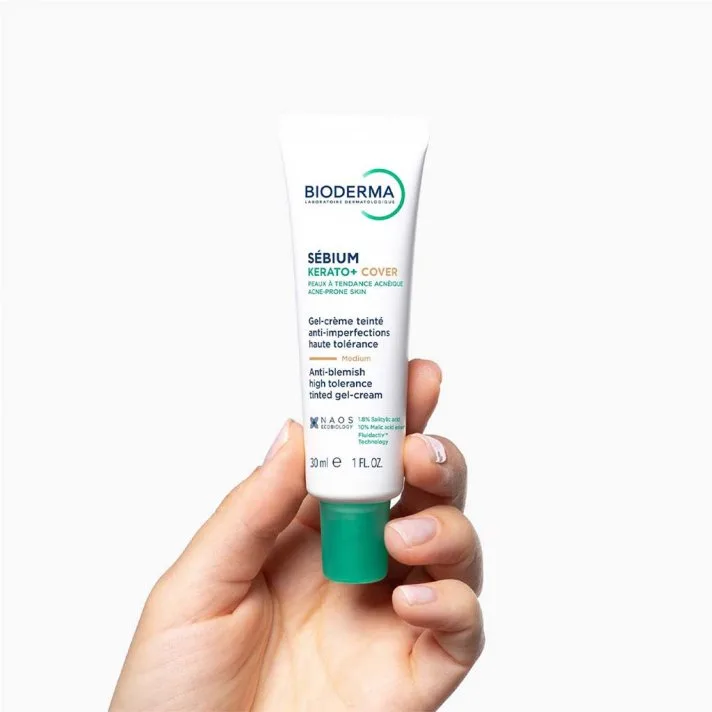 BIODERMA
LABORATOIRE DERMATOLOGIQUE
SÉBIUM
KERATO+ COVER
PEAUX À TENDANCE ACNÉIQUE
ACNE-PRONE SKIN
Gel-crème teinté
anti-imperfections
haute tolérance
Medium
Anti-blemish
high tolerance
tinted gel-cream
NAOS
ECOBIOLOGY
1.8% Salicylic acid
10% Malic acid
Fluidactiv™
Technology
30 ml e 1 FL. OZ.